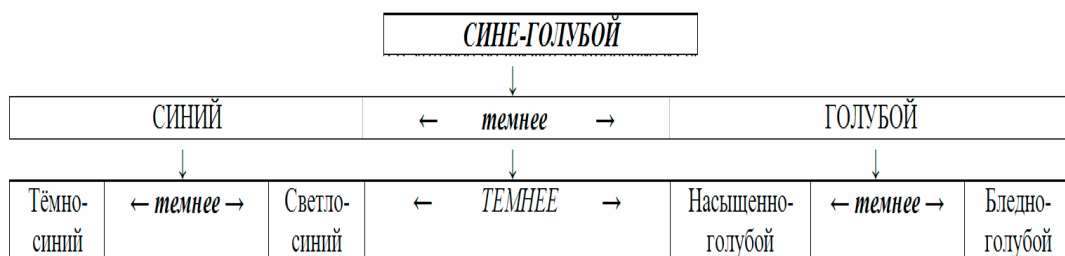 СИНЕ-ГОЛУБОЙ
СИНИЙ ← темнее → ГОЛУБОЙ
Тёмно- ← темнее → Светло- ← ТЕМНЕЕ → Насыщенно- ← темнее → Бледно-
синий синий голубой голубой